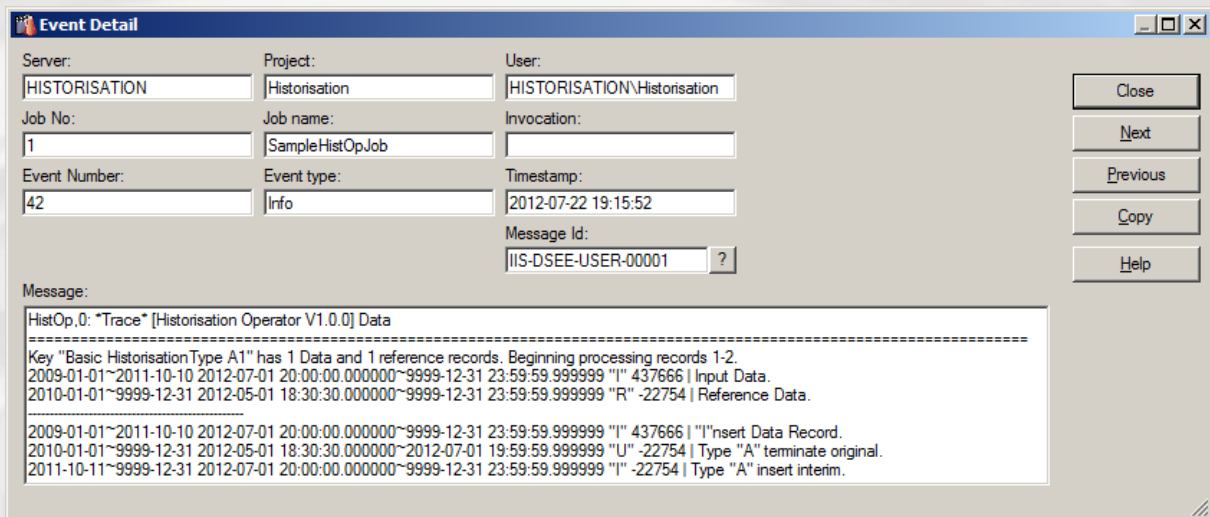 Event Detail
Server: Project: User:
HISTORISATION Historisation HISTORISATION\Historisation
Close
Job No: Job name: Invocation:
1 SampleHistOpJob
Next
Event Number: Event type: Timestamp:
42 Info 2012-07-22 19:15:52
Previous
Copy
Message Id:
IIS-DSEE-USER-00001 ?
Help
Message:
HistOp,0: *Trace* [Historisation Operator V1.0.0] Data
====================================================================================================================
Key "Basic HistorisationType A1" has 1 Data and 1 reference records. Beginning processing records 1-2.
2009-01-01~2011-10-10 2012-07-01 20:00:00.000000~9999-12-31 23:59:59.999999 "I" 437666 | Input Data.
2010-01-01~9999-12-31 2012-05-01 18:30:30.000000~9999-12-31 23:59:59.999999 "R" -22754 | Reference Data.
--------------------------------------------------
2009-01-01~2011-10-10 2012-07-01 20:00:00.000000~9999-12-31 23:59:59.999999 "I" 437666 | "I"nsert Data Record.
2010-01-01~9999-12-31 2012-05-01 18:30:30.000000~2012-07-01 19:59:59.999999 "U" -22754 | Type "A" terminate original.
2011-10-11~9999-12-31 2012-07-01 20:00:00.000000~9999-12-31 23:59:59.999999 "I" -22754 | Type "A" insert interim.